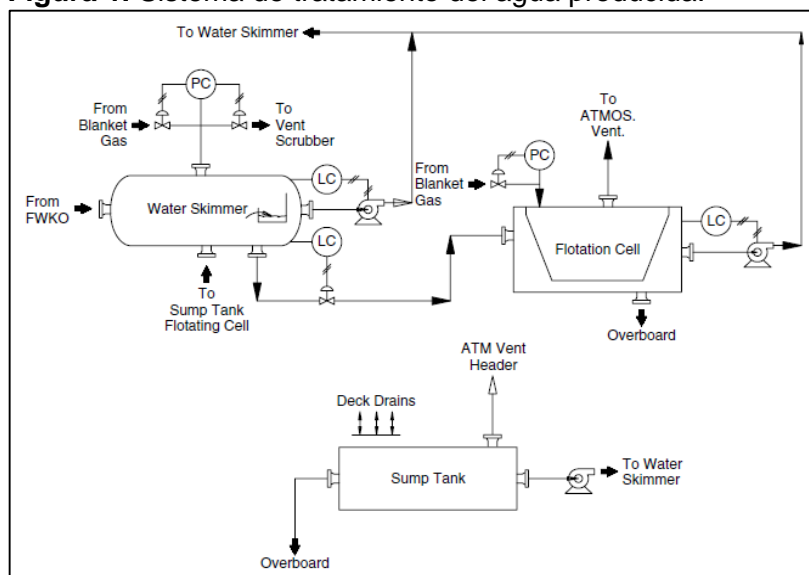 Figura 1. Sistema de tratamiento del agua producida.
To Water Skimmer
PC
From
Blanket
Gas
To
Vent
Scrubber
From
FWKO
Water Skimmer
LC
LC
To
Sump Tank
Flotating Cell
From
Blanket
Gas
PC
To
ATMOS.
Vent.
LC
Flotation Cell
Overboard
ATM Vent
Header
Deck Drains
Sump Tank
To Water
Skimmer
Overboard